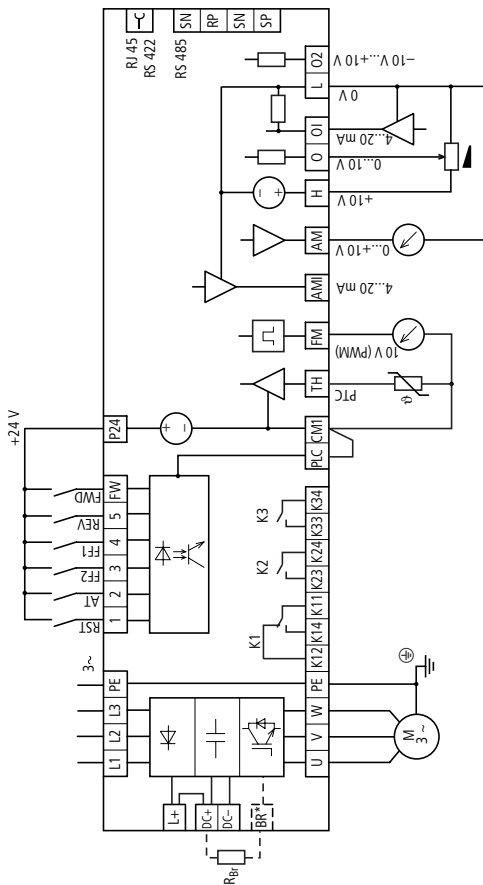 RJ 45
RS 422
RS 485
SN
RP
SN
SP
+24 V
P24
FWD
REV
FF1
FF2
AT
RST
FW
5
4
3
2
1
3~
PE
L3
L2
L1
L+
DC+
DC–
BR*
RBr
O2
L
OI
O
H
AM
AMI
FM
TH
CM1
PLC
–10 V...+10 V
0 V
4...20 mA
0...10 V
+10 V
0...+10 V
4...20 mA
10 V (PWM)
PTC
ϑ
+
–
+
–
K3
K2
K1
K34
K33
K24
K23
K11
K14
K12
PE
W
V
U
M
3 ~